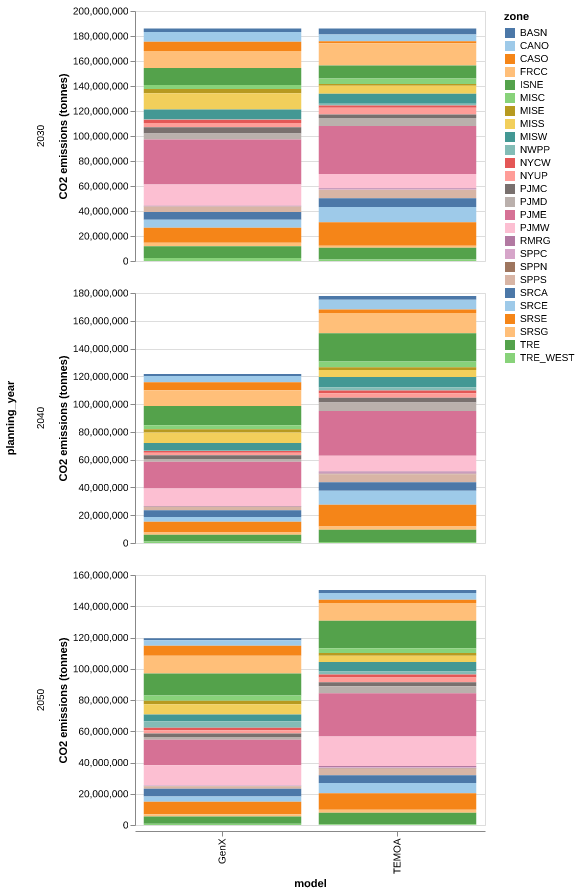 200,000,000
180,000,000
160,000,000
140,000,000
120,000,000
100,000,000
80,000,000
60,000,000
40,000,000
20,000,000
0
CO2 emissions (tonnes)
2030
180,000,000
160,000,000
140,000,000
120,000,000
100,000,000
80,000,000
60,000,000
40,000,000
20,000,000
0
CO2 emissions (tonnes)
2040
planning_year
160,000,000
140,000,000
120,000,000
100,000,000
80,000,000
60,000,000
40,000,000
20,000,000
0
CO2 emissions (tonnes)
2050
GenX
TEMOA
model
zone
BASN
CANO
CASO
FRCC
ISNE
MISC
MISE
MISS
MISW
NWPP
NYCW
NYUP
PJMC
PJMD
PJME
PJMW
RMRG
SPPC
SPPN
SPPS
SRCA
SRCE
SRSE
SRSG
TRE
TRE_WEST